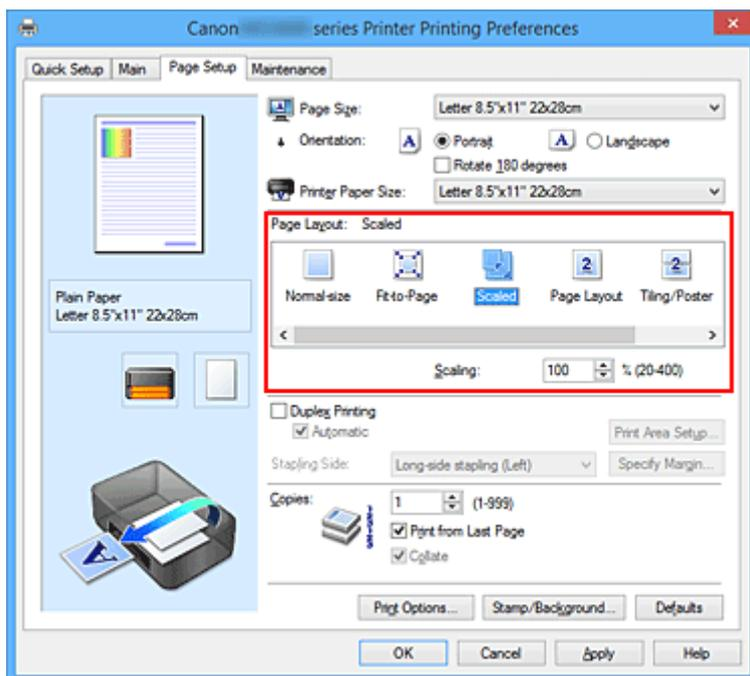 Canon series Printer Printing Preferences
Quick Setup Main Page Setup Maintenance
Page Size: Letter 8.5"x11" 22x28cm
Orientation: A Portrait A Landscape
Rotate 180 degrees
Printer Paper Size: Letter 8.5"x11" 22x28cm
Page Layout: Scaled
2 2
Normal-size Fit-to-Page Scaled Page Layout Tiling/Poster
Scaling: 100 % (20-400)
Plain Paper
Letter 8.5"x11" 22x28cm
Duplex Printing
Automatic
Print Area Setup...
Stapling Side: Long-side stapling (Left) Specify Margin...
Copies: 1 (1-999)
Print from Last Page
Collate
A
Print Options... Stamp/Background... Defaults
OK Cancel Apply Help